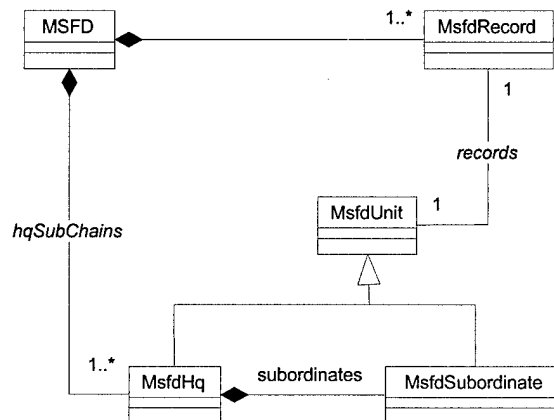 MSFD
1..*
MsfdRecord
1
records
MsfdUnit
1
hqSubChains
1..*
MsfdHq
subordinates
MsfdSubordinate